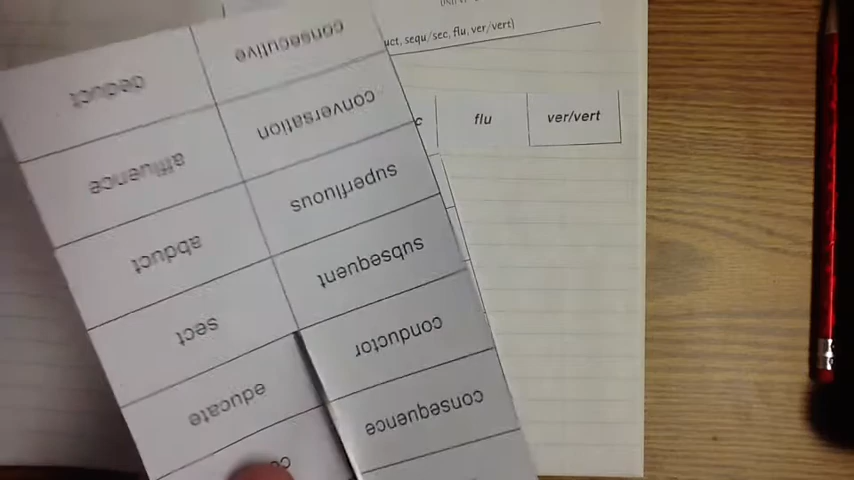 uct, sequ/sec, flu, ver/vert)
c flu ver/vert
consecutive deduct
conversation affluence
superfluous abduct
subsequent sect
conductor educate
consequence